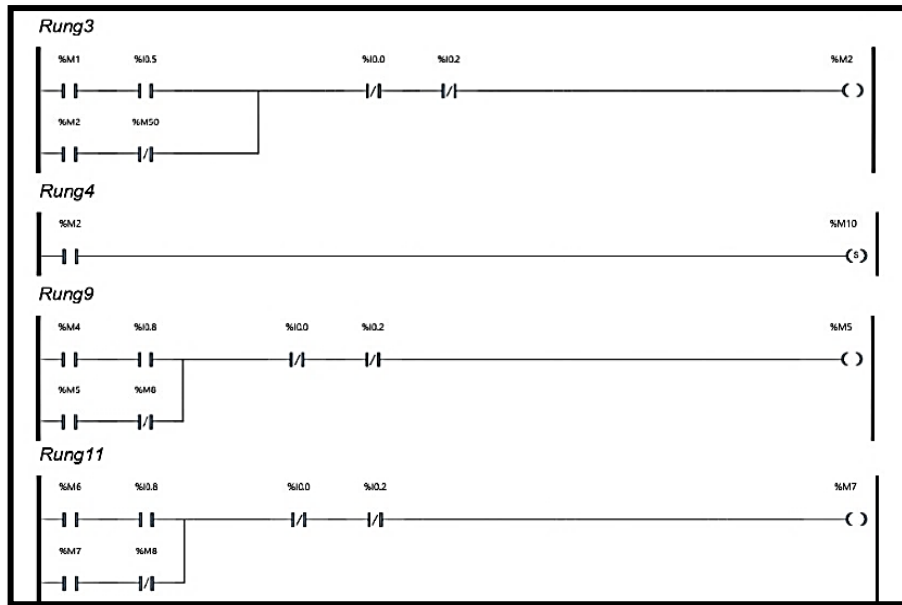 Rung3
%M1 %I0.5 %I0.0 %I0.2 %M2
%M2 %M50
Rung4
%M2 %M10
S
Rung9
%M4 %I0.8 %I0.0 %I0.2 %M5
%M5
Rung11
%M6 %I0.8 %I0.0 %I0.2 %M7
%M7 %M8